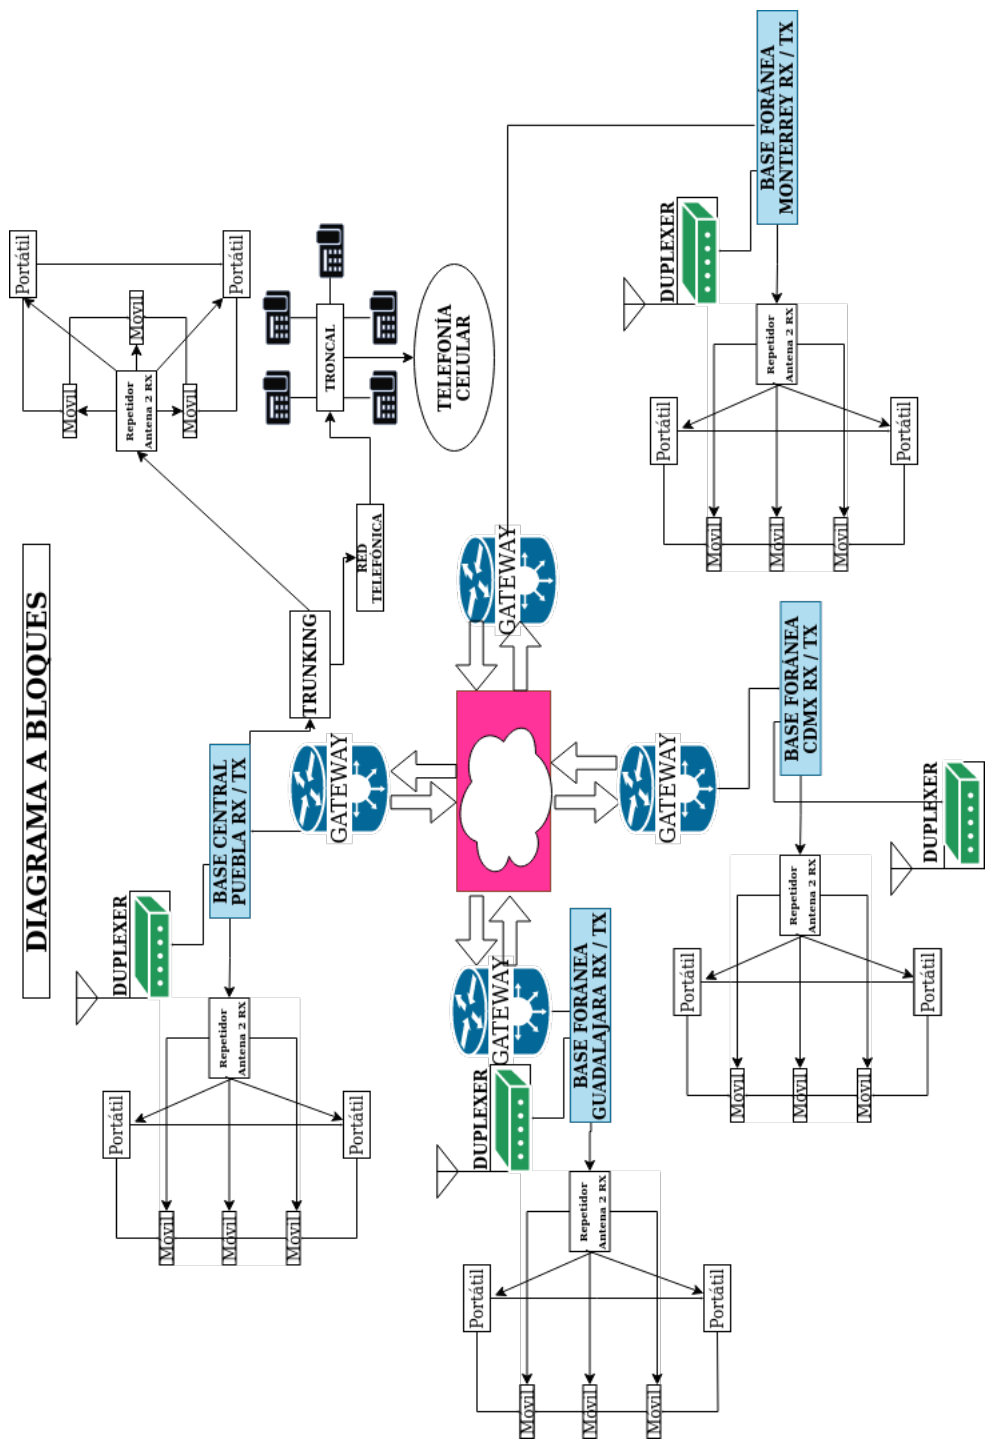 DIAGRAMA A BLOQUES
BASE CENTRAL
PUEBLA RX / TX
DUPLEXER
Repetidor
Antena 2 RX
Portátil
Portátil
Móvil
Móvil
Móvil
GATEWAY
TRUNKING
Repetidor
Antena 2 RX
Portátil
Portátil
Móvil
Móvil
Móvil
RED
TELEFÓNICA
TRONCAL
TELEFONÍA
CELULAR
GATEWAY
BASE FORÁNEA
GUADALAJARA RX / TX
DUPLEXER
Repetidor
Antena 2 RX
Portátil
Portátil
Móvil
Móvil
Móvil
GATEWAY
BASE FORÁNEA
CDMX RX / TX
DUPLEXER
Repetidor
Antena 2 RX
Portátil
Portátil
Móvil
Móvil
Móvil
GATEWAY
BASE FORÁNEA
MONTERREY RX / TX
DUPLEXER
Repetidor
Antena 2 RX
Portátil
Portátil
Móvil
Móvil
Móvil